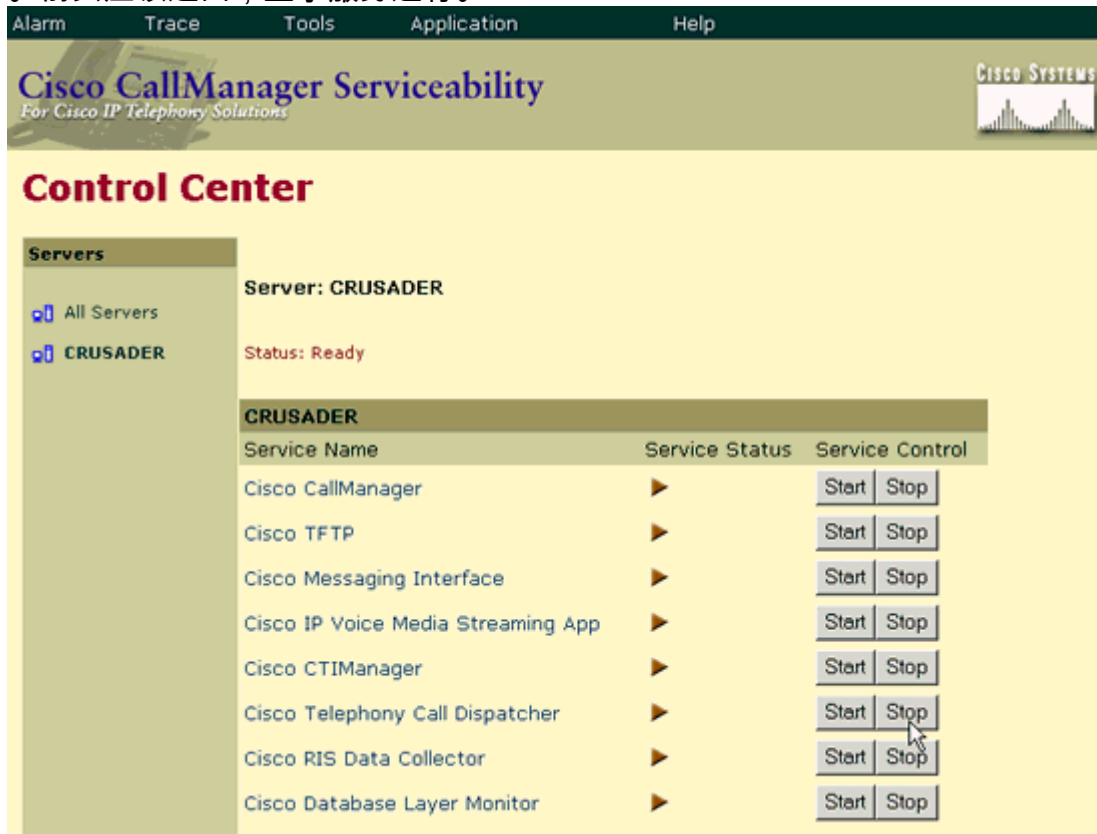 Alarm Trace Tools Application Help
Cisco CallManager Serviceability
For Cisco IP Telephony Solutions
CISCO SYSTEMS
Control Center
Servers
All Servers
CRUSADER
Server: CRUSADER
Status: Ready
CRUSADER
Service Name Service Status Service Control
Cisco CallManager Start Stop
Cisco TFTP Start Stop
Cisco Messaging Interface Start Stop
Cisco IP Voice Media Streaming App Start Stop
Cisco CTIManager Start Stop
Cisco Telephony Call Dispatcher Start Stop
Cisco RIS Data Collector Start Stop
Cisco Database Layer Monitor Start Stop